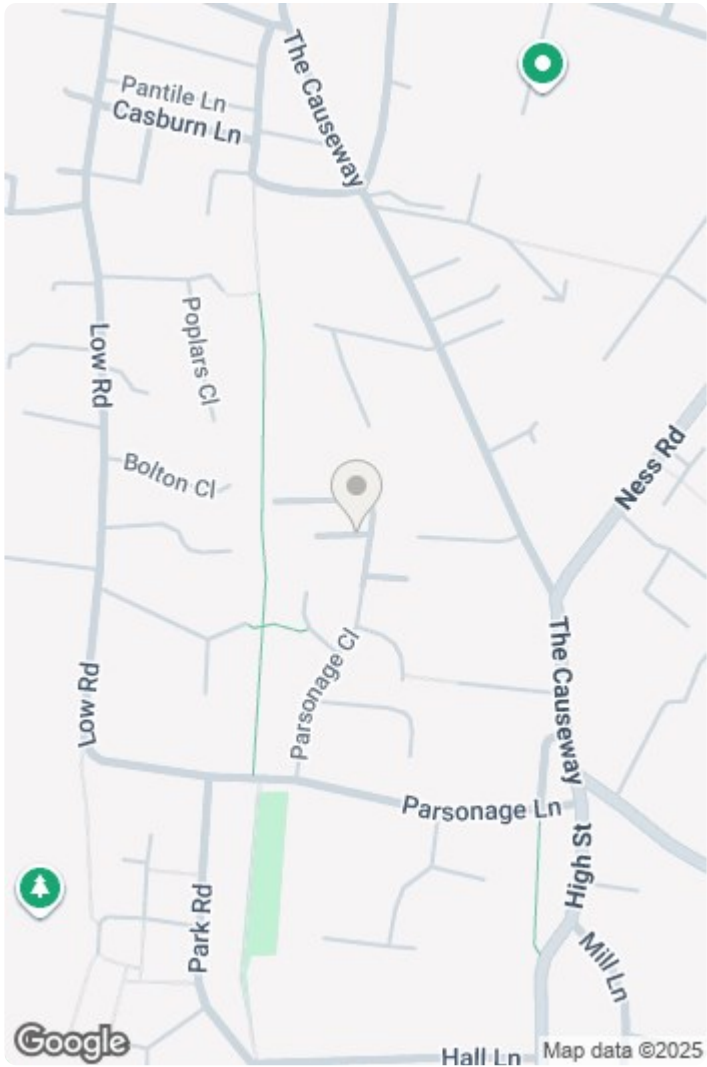 The Causeway
Pantile Ln
Casburn Ln
Poplars Cl
Low Rd
Bolton Cl
Ness Rd
Parsonage Cl
The Causeway
Low Rd
Parsonage Ln
High St
Park Rd
Mill Ln
Google
Hall Ln
Map data ©2025